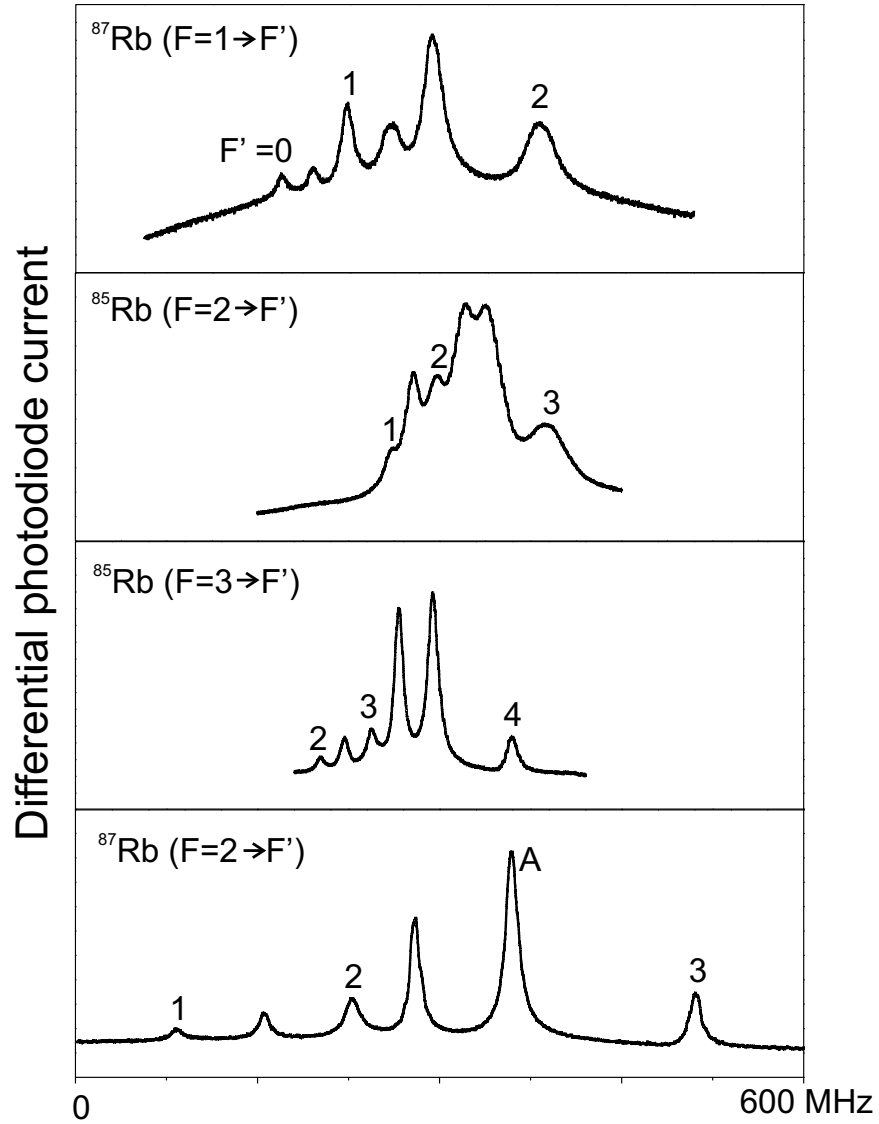 Differential photodiode current
⁸⁷Rb (F=1→F’)
F’ =0
1
2
⁸⁵Rb (F=2→F’)
1
2
3
⁸⁵Rb (F=3→F’)
2
3
4
⁸⁷Rb (F=2→F’)
1
2
A
3
0
600 MHz